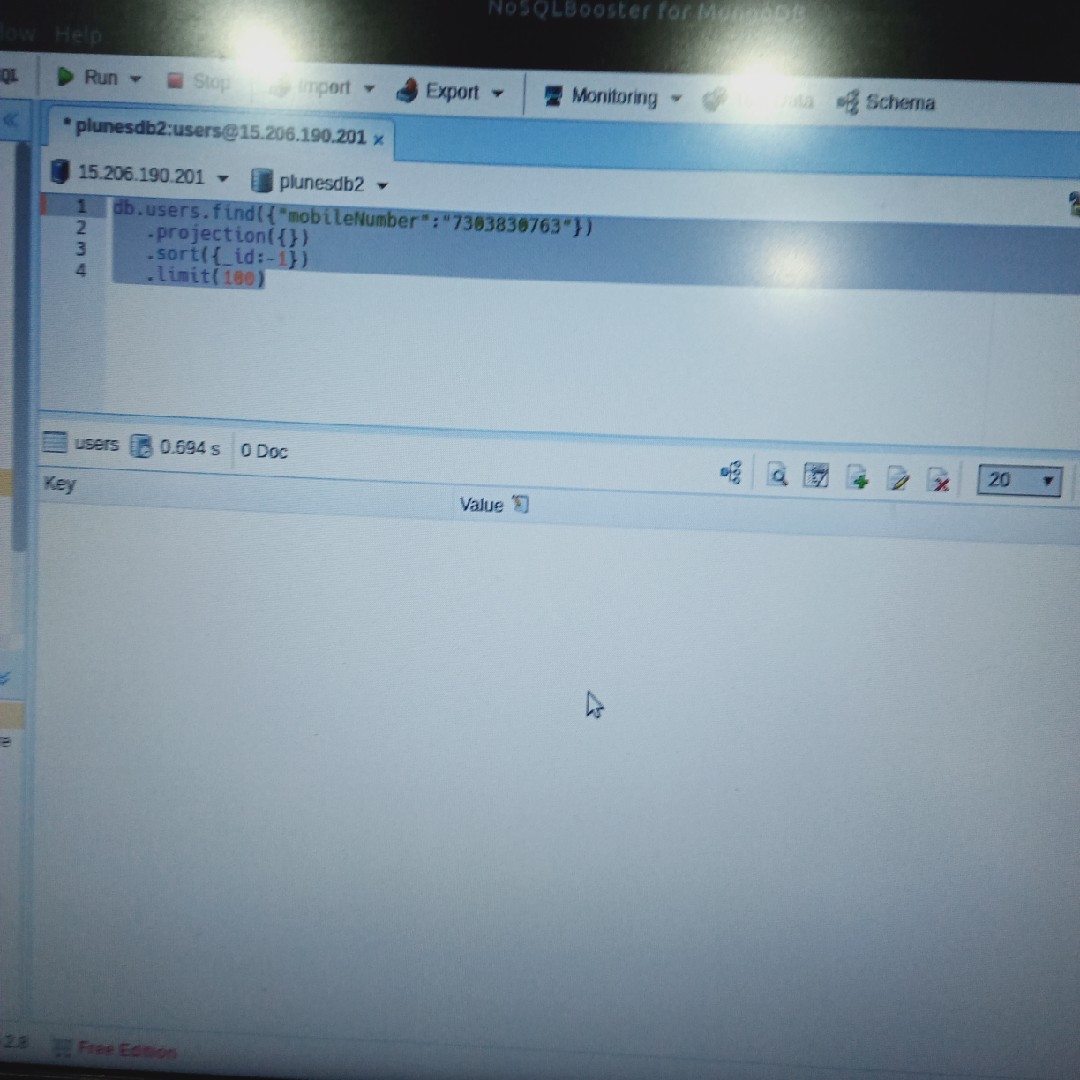 NoSQLBooster for MongoDB
Help
QL Run Stop Import Export Monitoring Schema
* plunesdb2:users@15.206.190.201 x
15.206.190.201 plunesdb2
1 db.users.find({"mobileNumber":"7303830763"})
2 .projection({})
3 .sort({_id:-1})
4 .limit(100)
users 0.694 s 0 Doc
20
Key Value
Free Edition